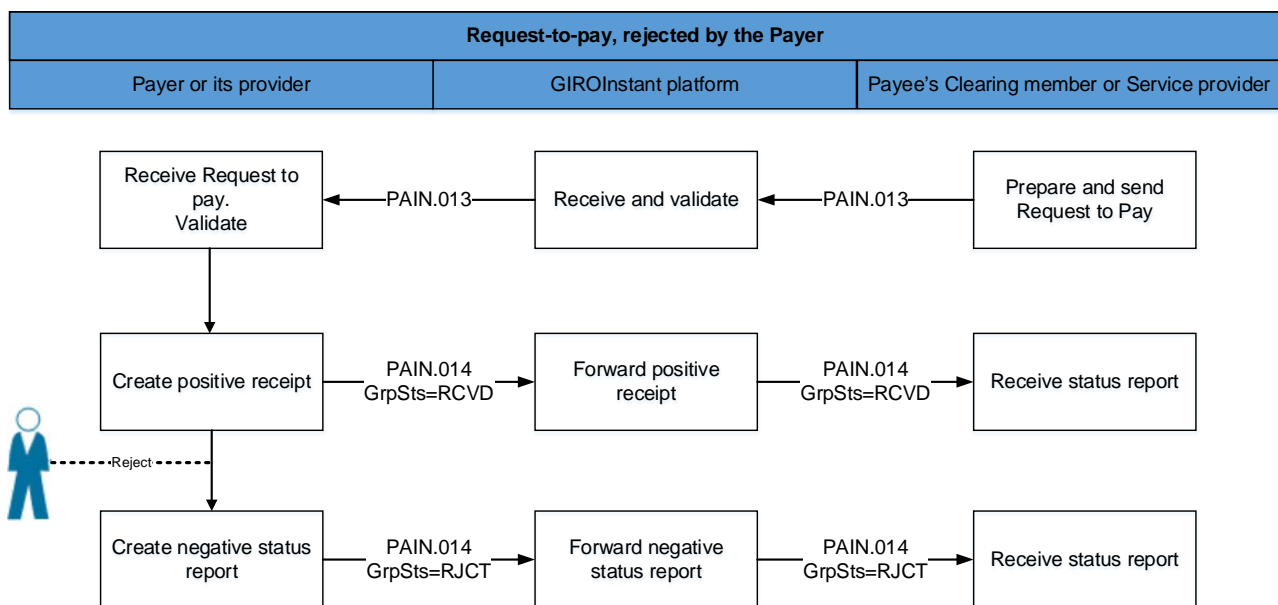 Request-to-pay, rejected by the Payer
Payer or its provider
GIROInstant platform
Payee's Clearing member or Service provider
Receive Request to
pay.
Validate
PAIN.013
Receive and validate
PAIN.013
Prepare and send
Request to Pay
Create positive receipt
PAIN.014
GrpSts=RCVD
Forward positive
receipt
PAIN.014
GrpSts=RCVD
Receive status report
Reject
Create negative status
report
PAIN.014
GrpSts=RJCT
Forward negative
status report
PAIN.014
GrpSts=RJCT
Receive status report